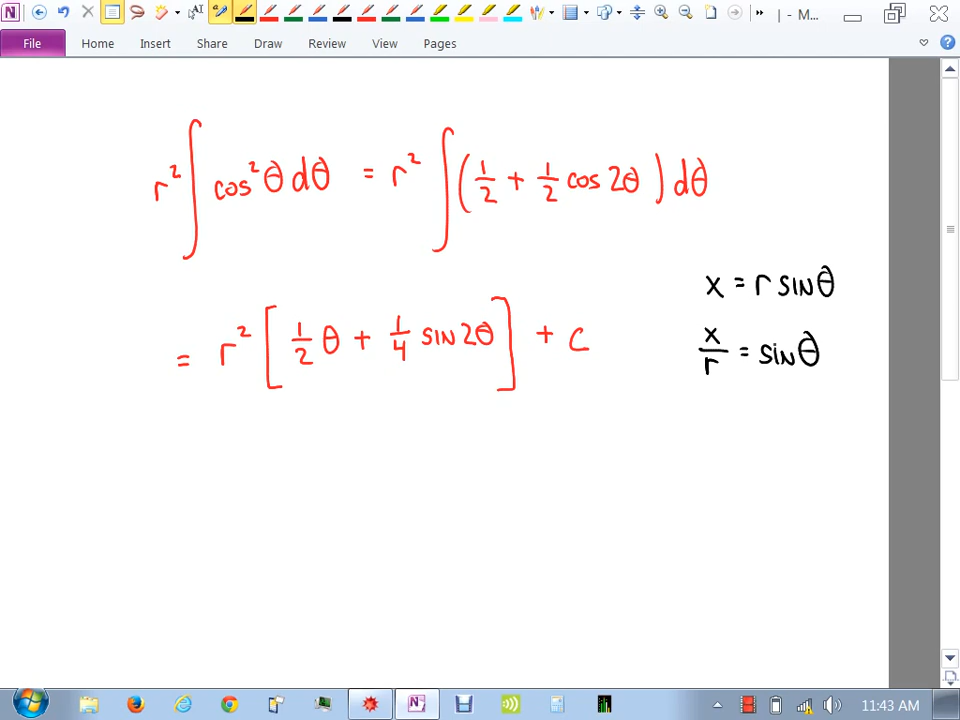 | - M...
File Home Insert Share Draw Review View Pages
r² ∫ cos²θ dθ = r² ∫ (1/2 + 1/2 cos 2θ) dθ
x = r sin θ
= r² [1/2 θ + 1/4 sin 2θ] + C
x/r = sin θ
11:43 AM